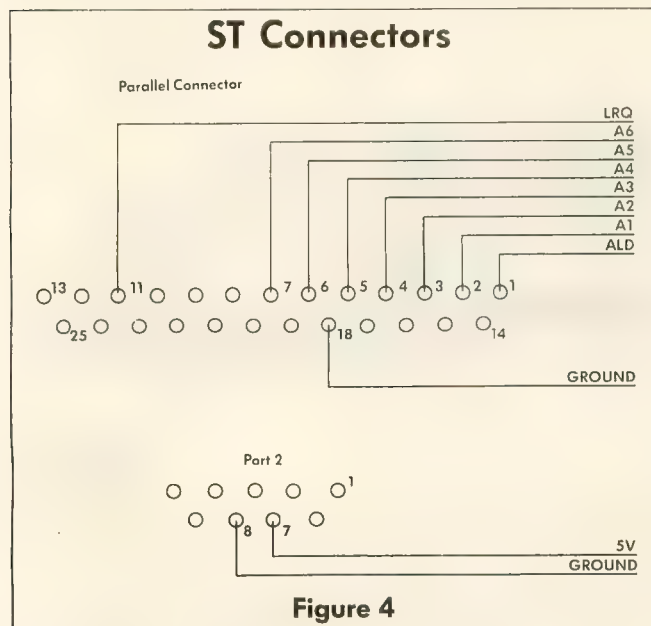 ST Connectors
Parallel Connector
LRQ
A6
A5
A4
A3
A2
A1
ALD
13 11 7 6 5 4 3 2 1
25 18 14
GROUND
Port 2
1
8 7
5V
GROUND
Figure 4